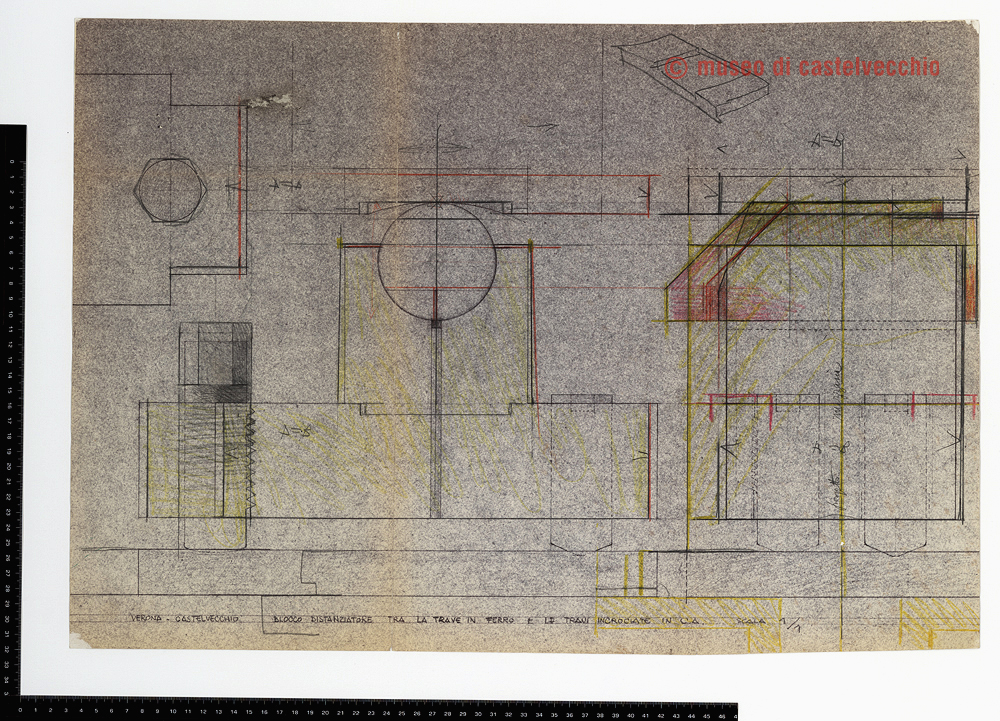 © museo di castelvecchio
A=B
A=B
A=B
VERONA - CASTELVECCHIO. BLOCCO DISTANZIATORE TRA LA TRAVE IN FERRO E LE TRAVI INCROCIATE IN C.A. SCALA 1/1
0 1 2 3 4 5 6 7 8 9 10 11 12 13 14 15 16 17 18 19 20 21 22 23 24 25 26 27 28 29 30 31 32 33 34
0 1 2 3 4 5 6 7 8 9 10 11 12 13 14 15 16 17 18 19 20 21 22 23 24 25 26 27 28 29 30 31 32 33 34 35 36 37 38 39 40 41 42 43 44 45 46